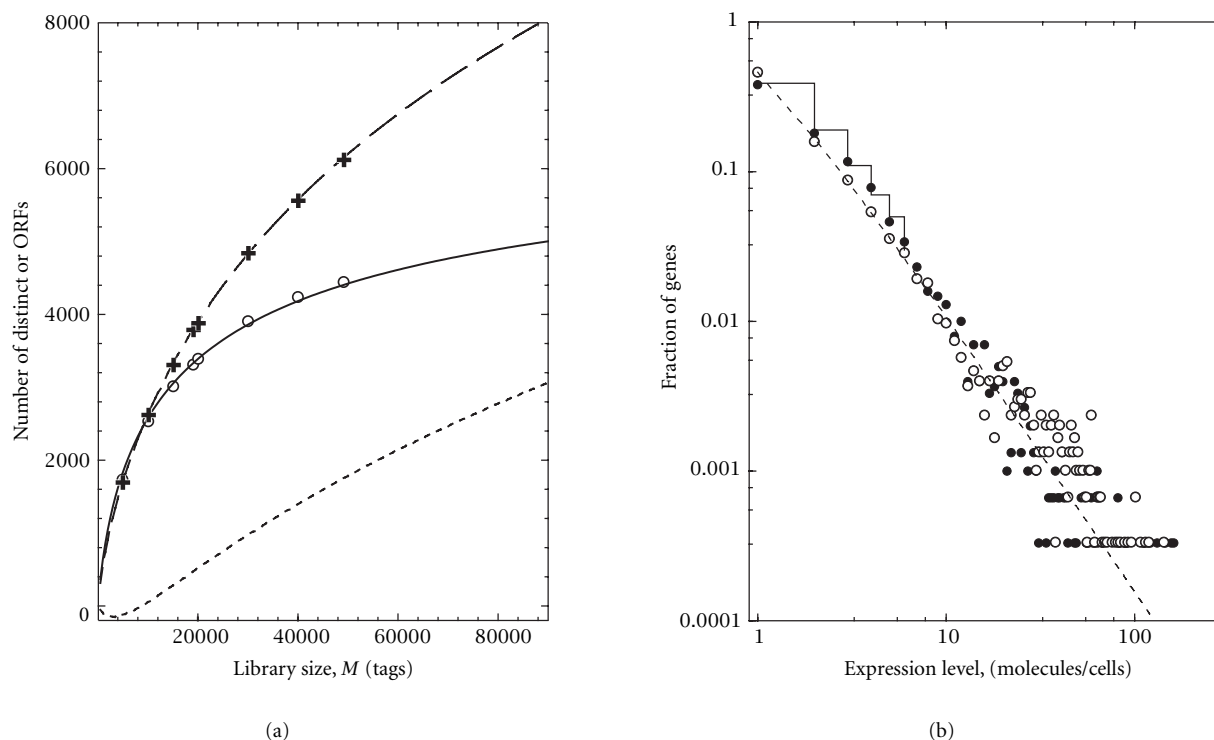 8000
6000
4000
2000
0
20000 40000 60000 80000
Number of distinct or ORFs
Library size, M (tags)
(a)
1
0.1
0.01
0.001
0.0001
1 10 100
Fraction of genes
Expression level, (molecules/cells)
(b)